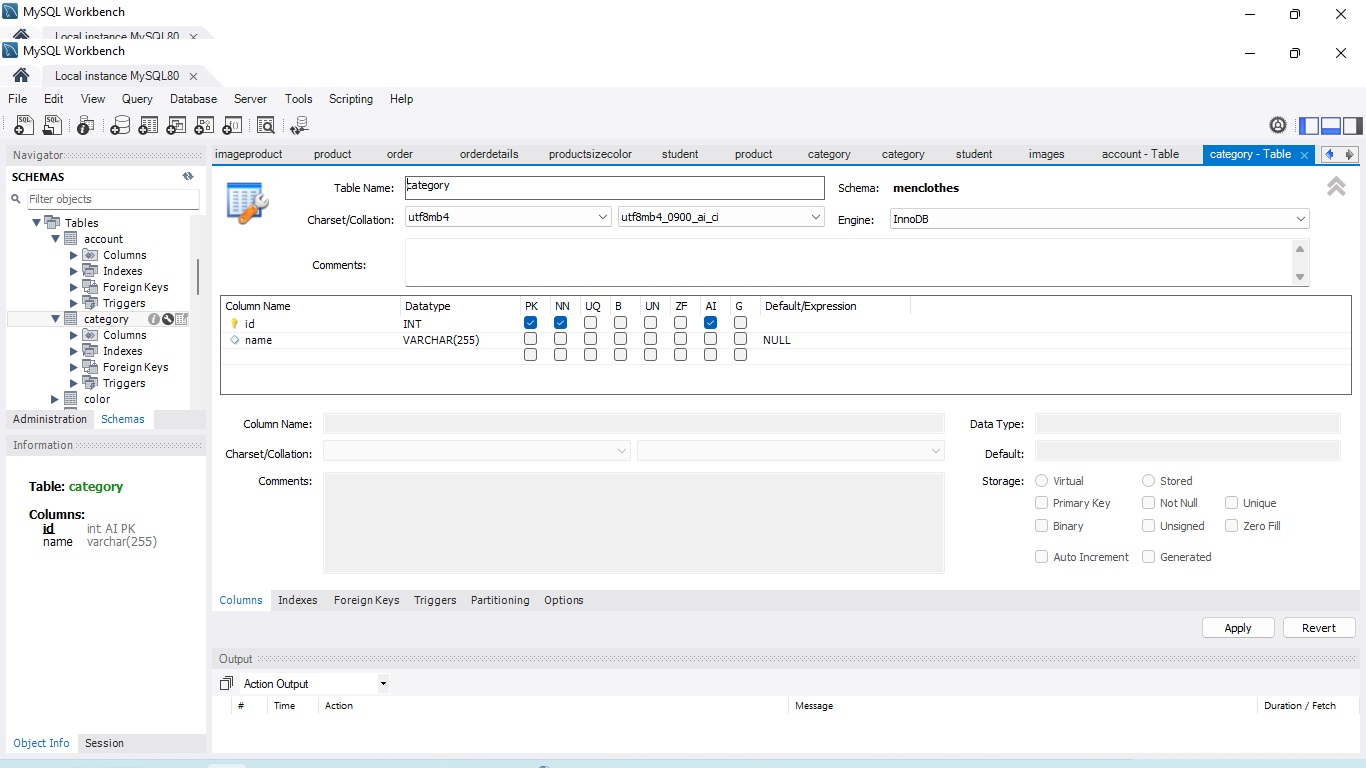 MySQL Workbench
Local instance MySQL80
MySQL Workbench
Local instance MySQL80
File Edit View Query Database Server Tools Scripting Help
Navigator
SCHEMAS
Filter objects
Tables
account
Columns
Indexes
Foreign Keys
Triggers
category
Columns
Indexes
Foreign Keys
Triggers
color
Administration Schemas
Information
Table: category
Columns:
id int AI PK
name varchar(255)
Object Info Session
imageproduct product order orderdetails productsizecolor student product category category student images account - Table category - Table
Table Name: category Schema: menclothes
Charset/Collation: utf8mb4 utf8mb4_0900_ai_ci Engine: InnoDB
Comments:
Column Name Datatype PK NN UQ B UN ZF AI G Default/Expression
id INT
name VARCHAR(255) NULL
Column Name: Data Type:
Charset/Collation: Default:
Comments: Storage: Virtual Stored
Primary Key Not Null Unique
Binary Unsigned Zero Fill
Auto Increment Generated
Columns Indexes Foreign Keys Triggers Partitioning Options
Apply Revert
Output
Action Output
# Time Action Message Duration / Fetch